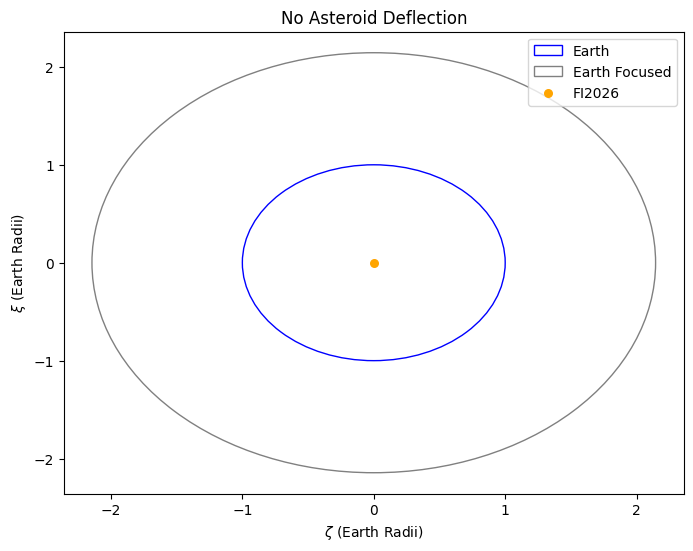 No Asteroid Deflection
Earth
Earth Focused
FI2026
2
1
0
−1
−2
ξ (Earth Radii)
−2
−1
0
1
2
ζ (Earth Radii)